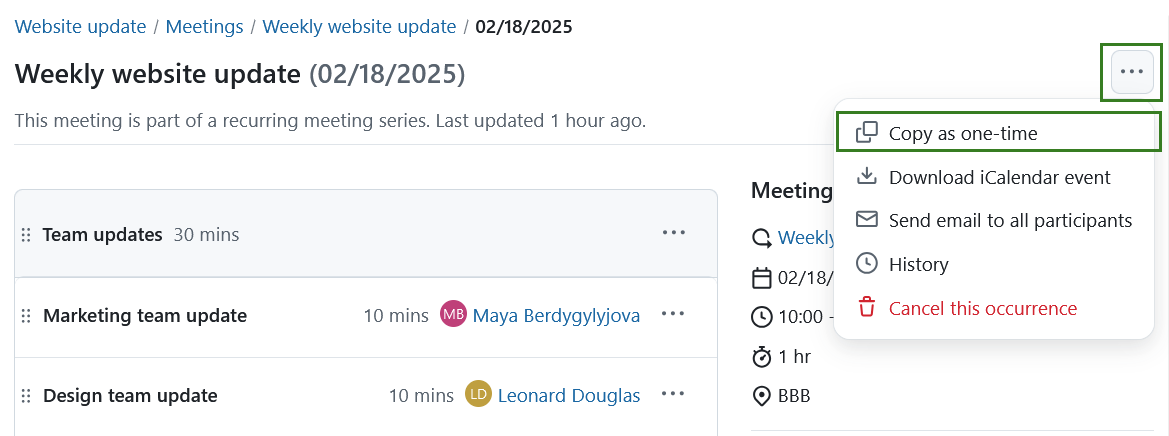 Website update / Meetings / Weekly website update / 02/18/2025
Weekly website update (02/18/2025)
This meeting is part of a recurring meeting series. Last updated 1 hour ago.
Copy as one-time
Download iCalendar event
Send email to all participants
History
Cancel this occurrence
Team updates 30 mins
Marketing team update 10 mins MB Maya Berdygylyjova
Design team update 10 mins LD Leonard Douglas
Meeting
Weekly
02/18/
10:00 -
1 hr
BBB